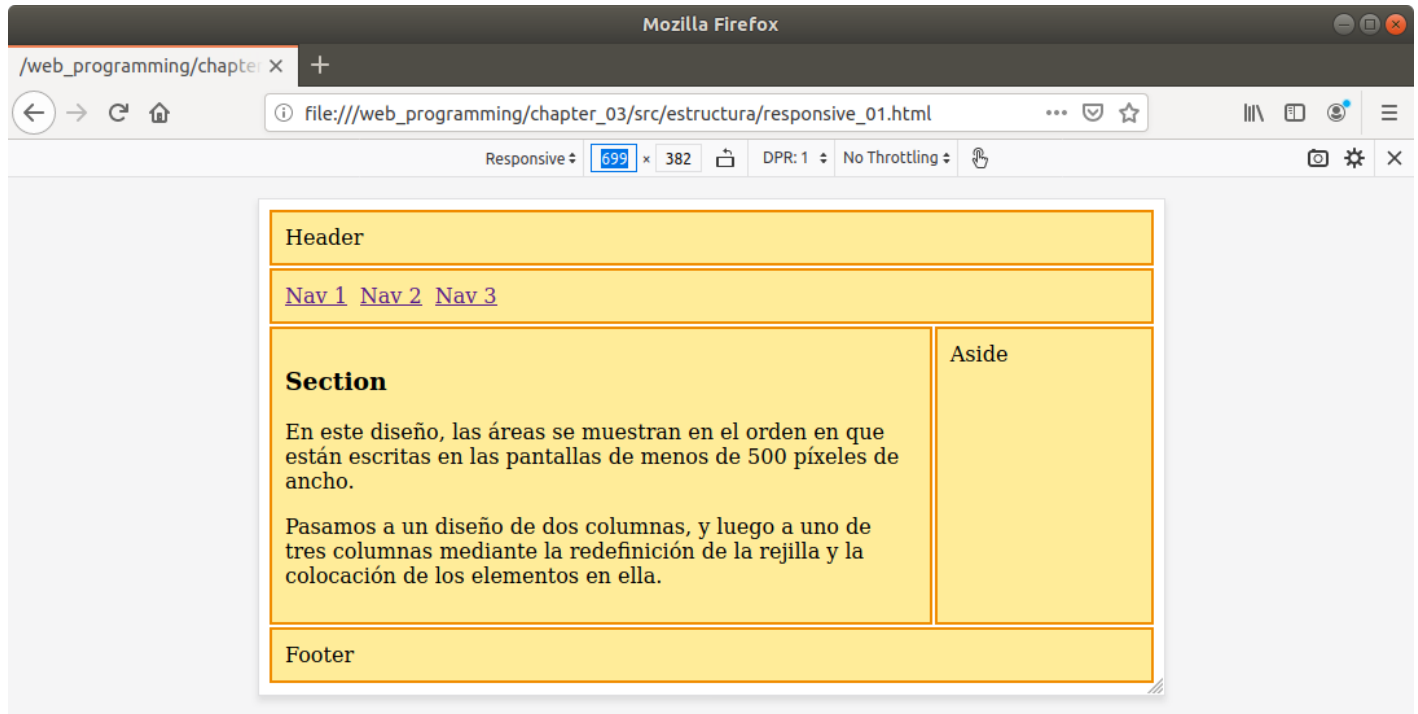 Mozilla Firefox
/web_programming/chapter
file:///web_programming/chapter_03/src/estructura/responsive_01.html
Responsive 699 × 382 DPR: 1 No Throttling
Header
Nav 1 Nav 2 Nav 3
Section
En este diseño, las áreas se muestran en el orden en que
están escritas en las pantallas de menos de 500 píxeles de
ancho.
Pasamos a un diseño de dos columnas, y luego a uno de
tres columnas mediante la redefinición de la rejilla y la
colocación de los elementos en ella.
Aside
Footer